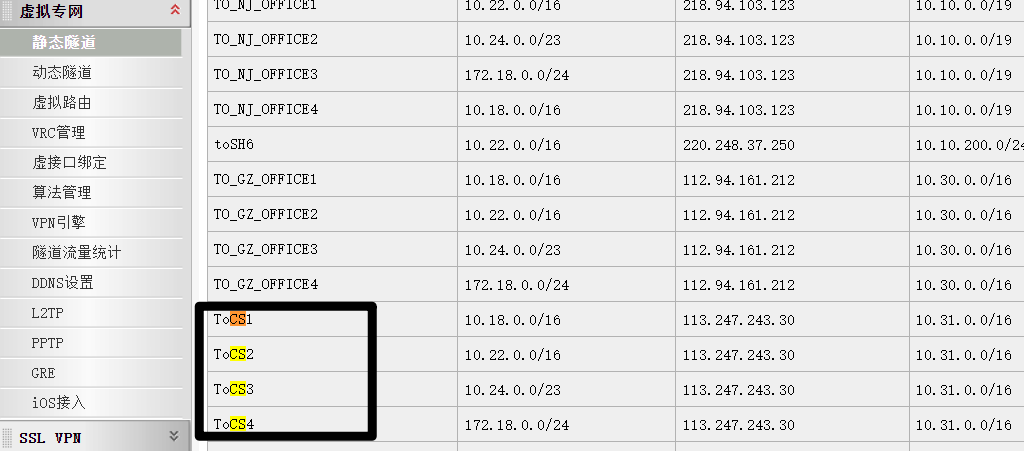 虚拟专网
静态隧道
动态隧道
虚拟路由
VRC管理
虚接口绑定
算法管理
VPN引擎
隧道流量统计
DDNS设置
L2TP
PPTP
GRE
iOS接入
SSL VPN
TO_NJ_OFFICE1 10.22.0.0/16 218.94.103.123 10.10.0.0/19
TO_NJ_OFFICE2 10.24.0.0/23 218.94.103.123 10.10.0.0/19
TO_NJ_OFFICE3 172.18.0.0/24 218.94.103.123 10.10.0.0/19
TO_NJ_OFFICE4 10.18.0.0/16 218.94.103.123 10.10.0.0/19
toSH6 10.22.0.0/16 220.248.37.250 10.10.200.0/24
TO_GZ_OFFICE1 10.18.0.0/16 112.94.161.212 10.30.0.0/16
TO_GZ_OFFICE2 10.22.0.0/16 112.94.161.212 10.30.0.0/16
TO_GZ_OFFICE3 10.24.0.0/23 112.94.161.212 10.30.0.0/16
TO_GZ_OFFICE4 172.18.0.0/24 112.94.161.212 10.30.0.0/16
ToCS1 10.18.0.0/16 113.247.243.30 10.31.0.0/16
ToCS2 10.22.0.0/16 113.247.243.30 10.31.0.0/16
ToCS3 10.24.0.0/23 113.247.243.30 10.31.0.0/16
ToCS4 172.18.0.0/24 113.247.243.30 10.31.0.0/16